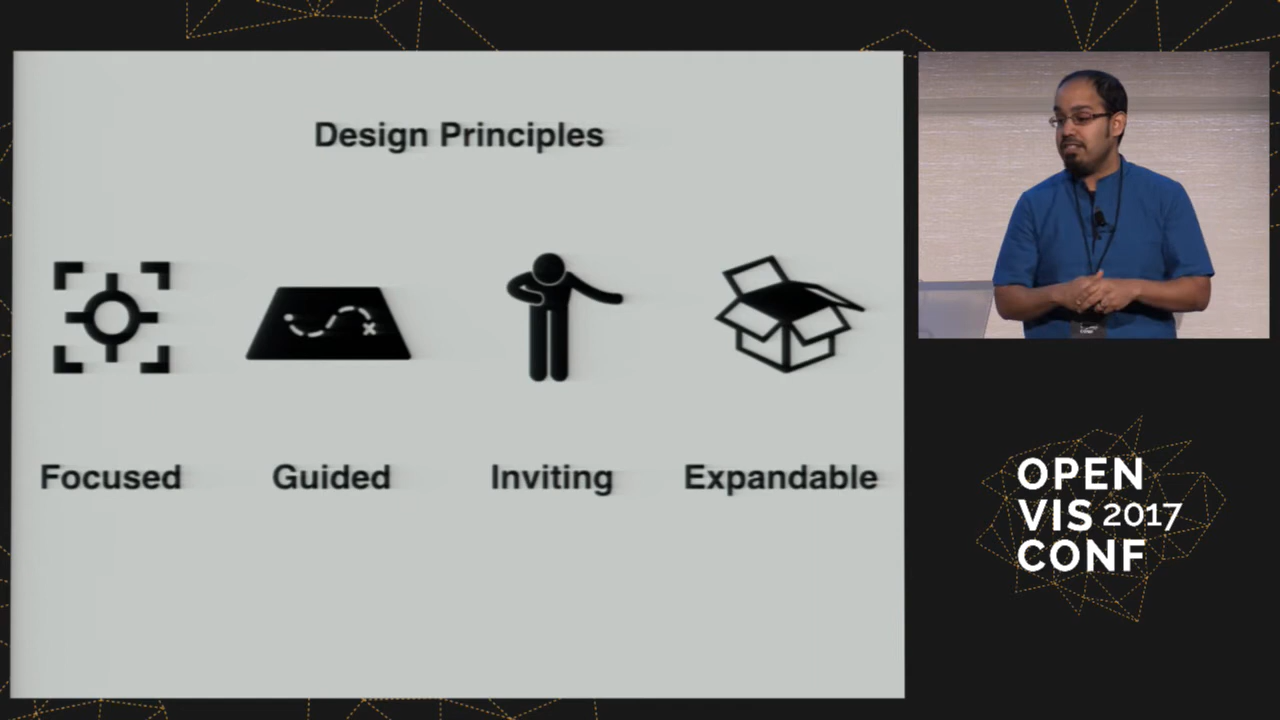 Design Principles
Focused
Guided
Inviting
Expandable
OPEN
VIS 2017
CONF